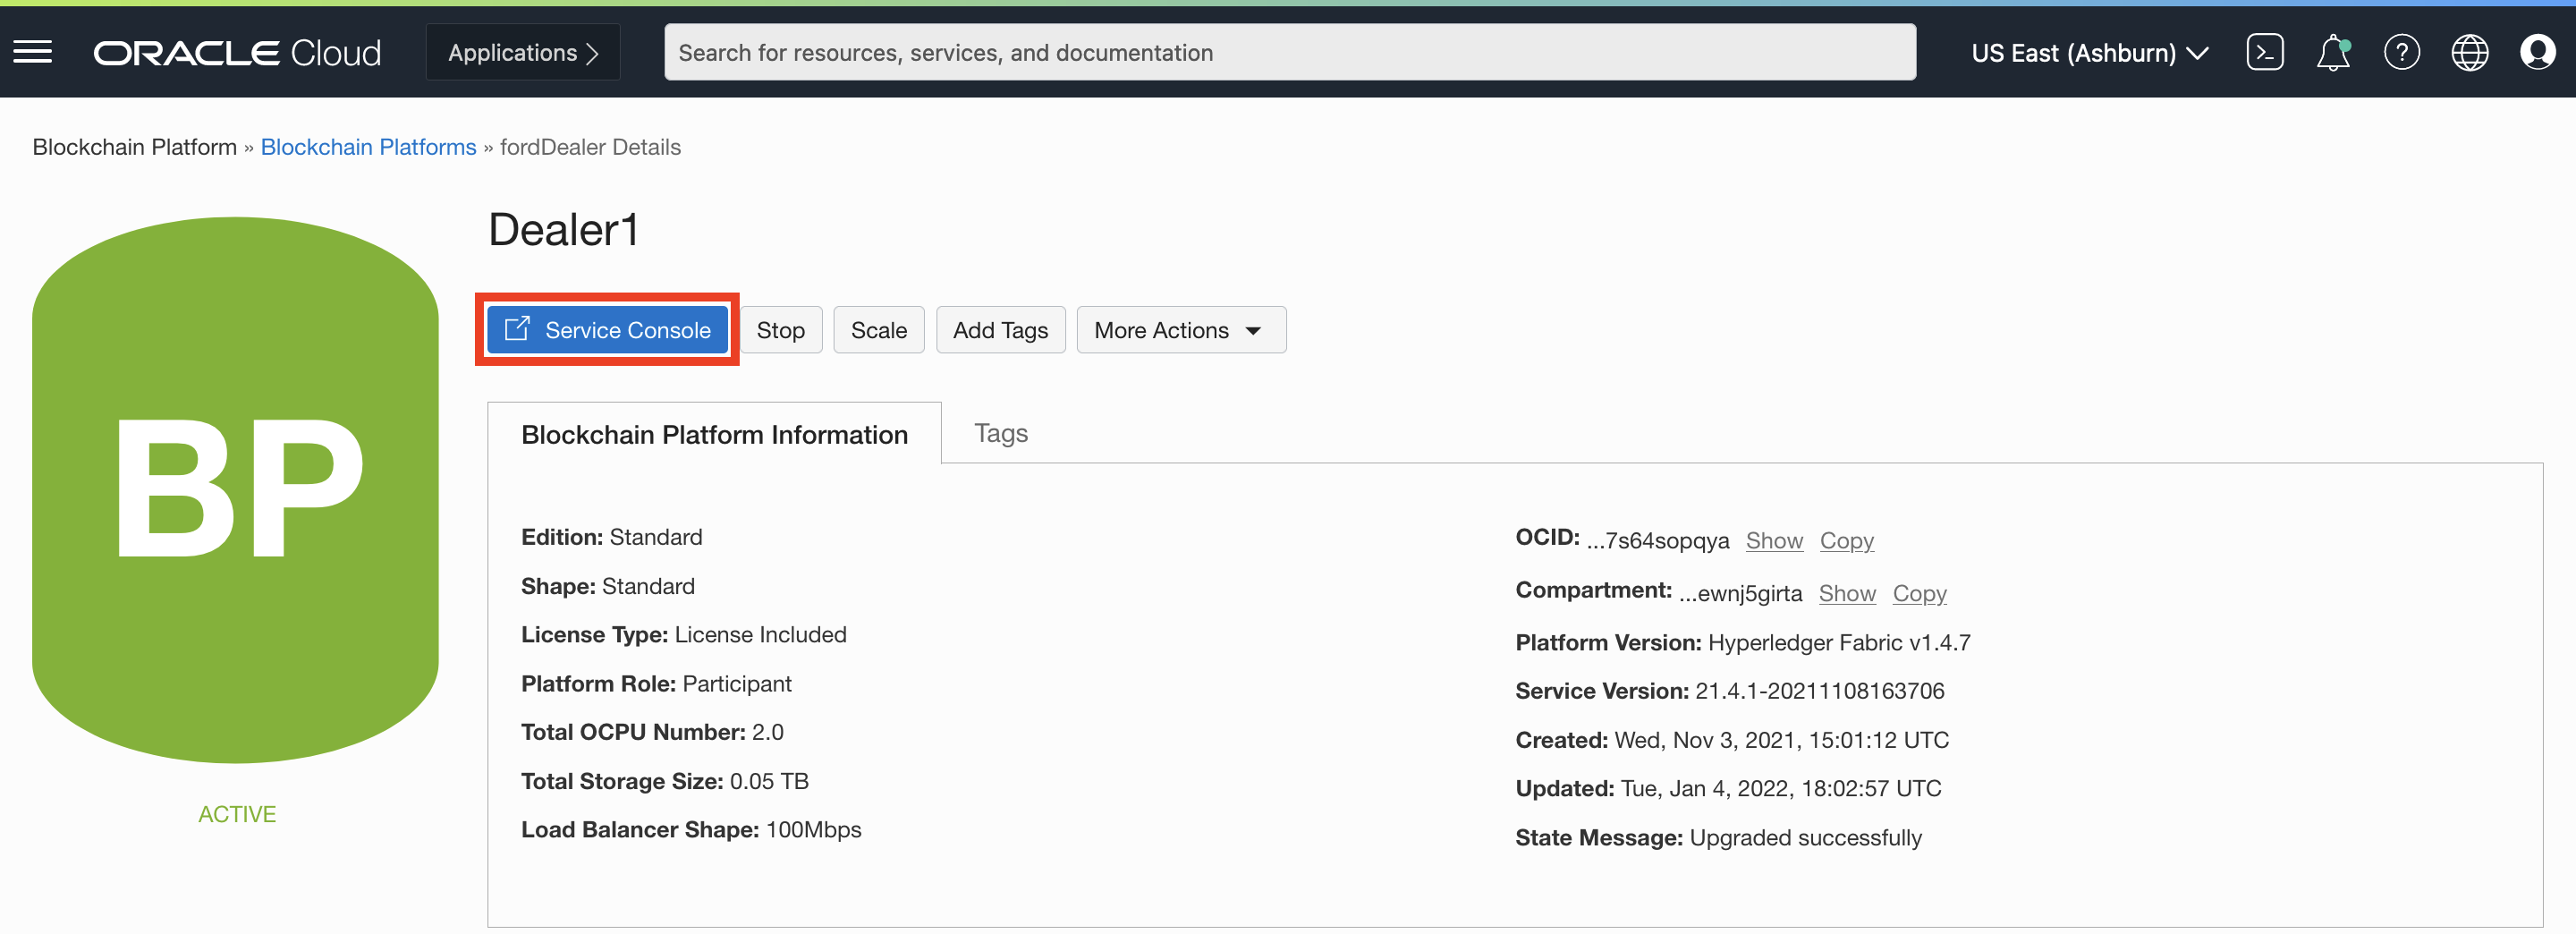 ORACLE Cloud Applications Search for resources, services, and documentation US East (Ashburn)
Blockchain Platform » Blockchain Platforms » fordDealer Details
Dealer1
Service Console Stop Scale Add Tags More Actions
BP
ACTIVE
Blockchain Platform Information Tags
Edition: Standard
Shape: Standard
License Type: License Included
Platform Role: Participant
Total OCPU Number: 2.0
Total Storage Size: 0.05 TB
Load Balancer Shape: 100Mbps
OCID: ...7s64sopqya Show Copy
Compartment: ...ewnj5girta Show Copy
Platform Version: Hyperledger Fabric v1.4.7
Service Version: 21.4.1-20211108163706
Created: Wed, Nov 3, 2021, 15:01:12 UTC
Updated: Tue, Jan 4, 2022, 18:02:57 UTC
State Message: Upgraded successfully